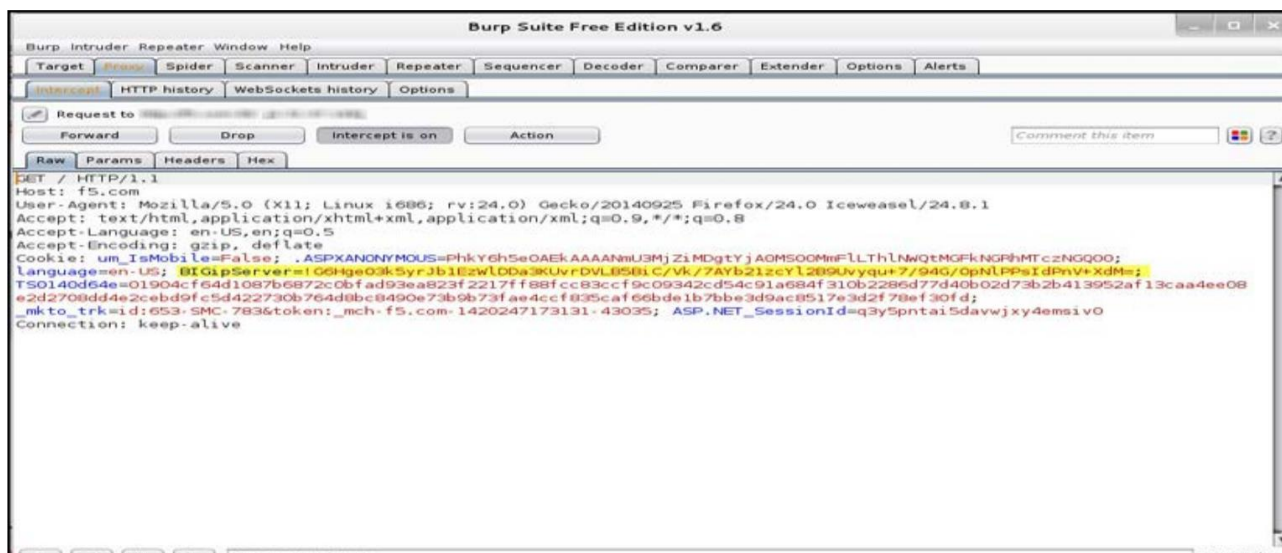 Burp Suite Free Edition v1.6
Burp Intruder Repeater Window Help
Target Proxy Spider Scanner Intruder Repeater Sequencer Decoder Comparer Extender Options Alerts
Intercept HTTP history WebSockets history Options
Request to
Forward Drop Intercept is on Action Comment this item ?
Raw Params Headers Hex
GET / HTTP/1.1
Host: f5.com
User-Agent: Mozilla/5.0 (X11; Linux i686; rv:24.0) Gecko/20140925 Firefox/24.0 Iceweasel/24.8.1
Accept: text/html,application/xhtml+xml,application/xml;q=0.9,*/*;q=0.8
Accept-Language: en-US,en;q=0.5
Accept-Encoding: gzip, deflate
Cookie: um_IsMobile=False; .ASPXANONYMOUS=PhkY6h5eOAEkAAAANmU3MjZiMDgtYjA0MS00MmFlLThlNWQtMGFkNGRhMTczNGQ00;
language=en-US; BIGipServer=!G6Hge03k5yrJb1EzWlDDa3KUvrDVLB5BiC/Vk/7AYb21zcYl2B9Uvyqu+7/94G/0pNlPPsIdPnV+XdM=;
TS0140d64e=01904cf64d1087b6872c0bfad93ea823f2217ff88fcc83ccf9c09342cd54c91a684f310b2286d77d40b02d73b2b413952af13caa4ee08
e2d2708dd4e2cebd9fc5d422730b764d8bc8490e73b9b73fae4ccf835caf66bde1b7bbe3d9ac8517e3d2f78ef30fd;
_mkto_trk=id:653-SMC-783&token:_mch-f5.com-1420247173131-43035; ASP.NET_SessionId=q3y5pntai5davwjxy4emsiv0
Connection: keep-alive